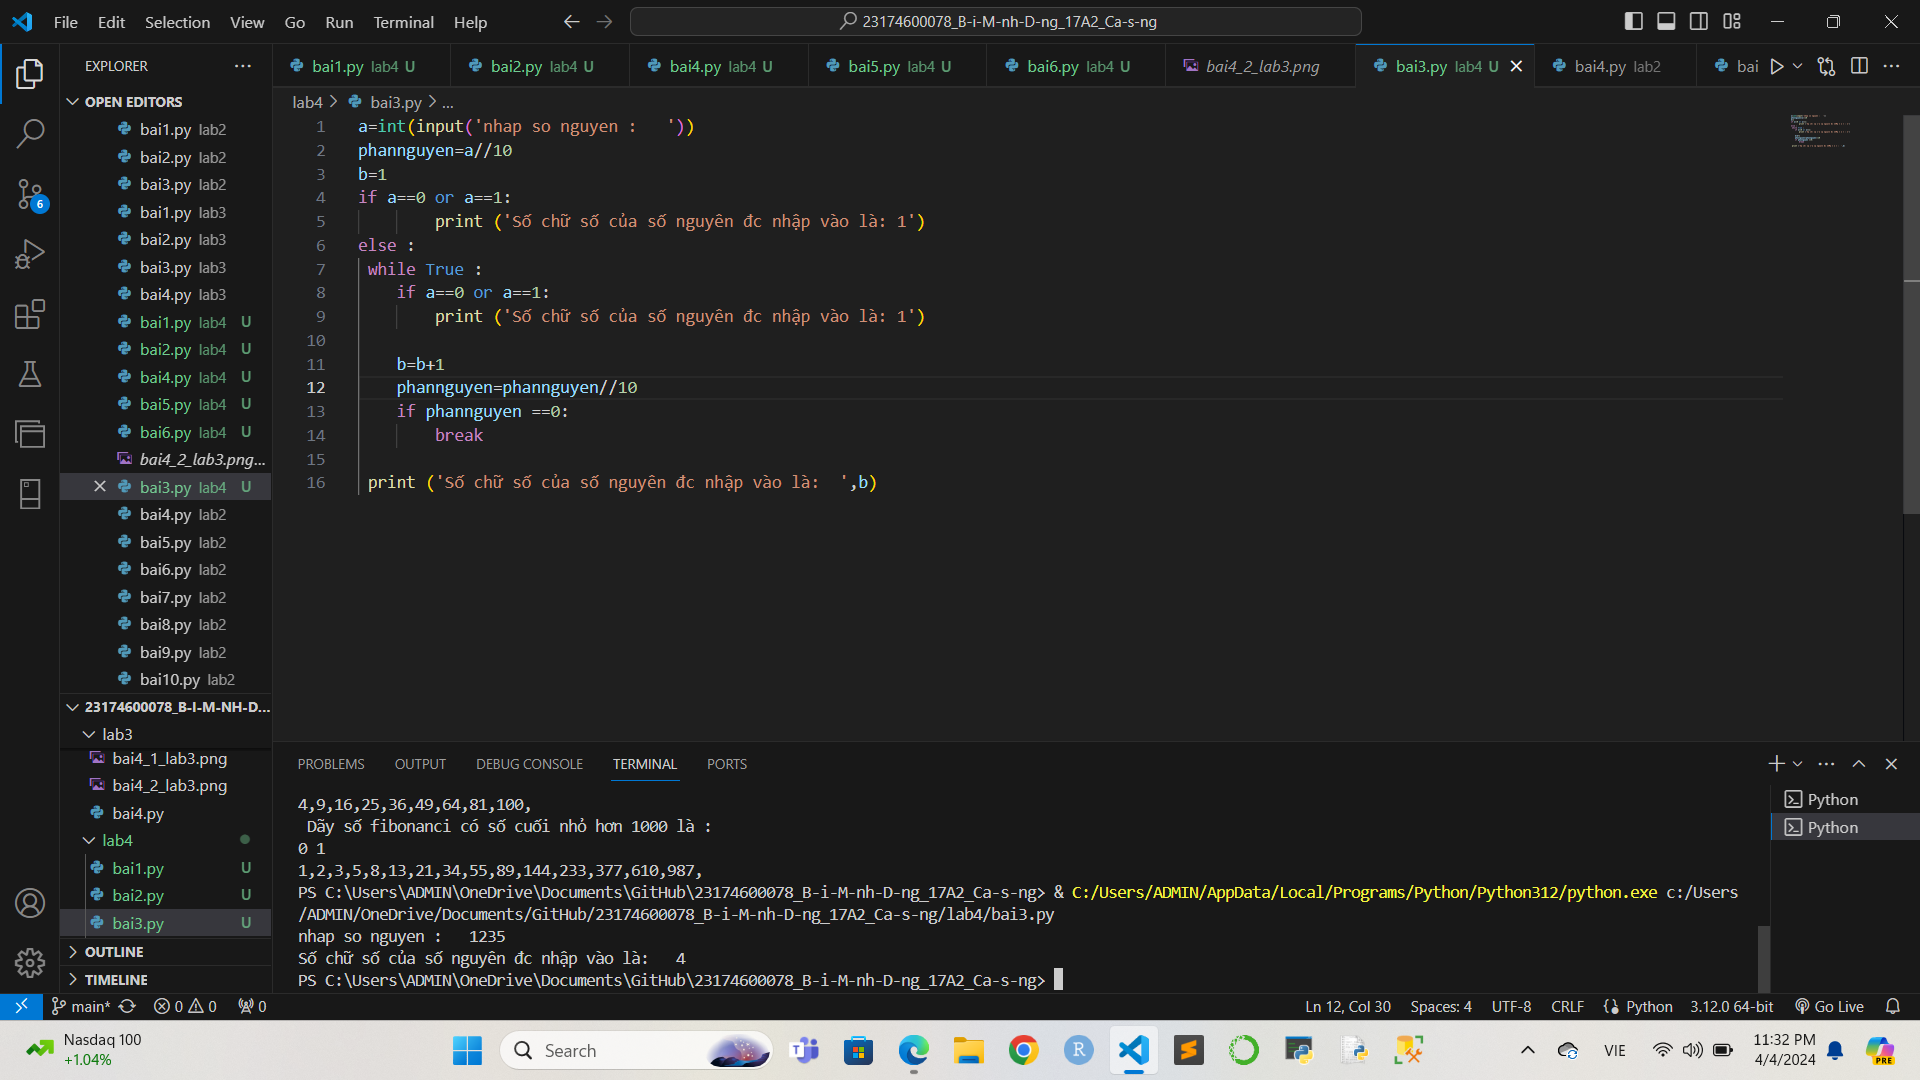 File Edit Selection View Go Run Terminal Help
23174600078_B-i-M-nh-D-ng_17A2_Ca-s-ng
EXPLORER
bai1.py lab4 U
bai2.py lab4 U
bai4.py lab4 U
bai5.py lab4 U
bai6.py lab4 U
bai4_2_lab3.png
bai3.py lab4 U
bai4.py lab2
bai
OPEN EDITORS
bai1.py lab2
bai2.py lab2
bai3.py lab2
bai1.py lab3
bai2.py lab3
bai3.py lab3
bai4.py lab3
bai1.py lab4 U
bai2.py lab4 U
bai4.py lab4 U
bai5.py lab4 U
bai6.py lab4 U
bai4_2_lab3.png...
bai3.py lab4 U
bai4.py lab2
bai5.py lab2
bai6.py lab2
bai7.py lab2
bai8.py lab2
bai9.py lab2
bai10.py lab2
23174600078_B-I-M-NH-D...
lab3
bai4_1_lab3.png
bai4_2_lab3.png
bai4.py
lab4
bai1.py U
bai2.py U
bai3.py U
OUTLINE
TIMELINE
6
lab4 > bai3.py > ...
1 a=int(input('nhap so nguyen :   '))
2 phannguyen=a//10
3 b=1
4 if a==0 or a==1:
5         print ('Số chữ số của số nguyên đc nhập vào là: 1')
6 else :
7  while True :
8     if a==0 or a==1:
9         print ('Số chữ số của số nguyên đc nhập vào là: 1')
10
11     b=b+1
12     phannguyen=phannguyen//10
13     if phannguyen ==0:
14         break
15
16  print ('Số chữ số của số nguyên đc nhập vào là:  ',b)
PROBLEMS OUTPUT DEBUG CONSOLE TERMINAL PORTS
4,9,16,25,36,49,64,81,100,
Dãy số fibonanci có số cuối nhỏ hơn 1000 là :
0 1
1,2,3,5,8,13,21,34,55,89,144,233,377,610,987,
PS C:\Users\ADMIN\OneDrive\Documents\GitHub\23174600078_B-i-M-nh-D-ng_17A2_Ca-s-ng> & C:/Users/ADMIN/AppData/Local/Programs/Python/Python312/python.exe c:/Users
/ADMIN/OneDrive/Documents/GitHub/23174600078_B-i-M-nh-D-ng_17A2_Ca-s-ng/lab4/bai3.py
nhap so nguyen :   1235
Số chữ số của số nguyên đc nhập vào là:   4
PS C:\Users\ADMIN\OneDrive\Documents\GitHub\23174600078_B-i-M-nh-D-ng_17A2_Ca-s-ng>
Python
Python
main* 0 0 0
Ln 12, Col 30 Spaces: 4 UTF-8 CRLF Python 3.12.0 64-bit Go Live
Nasdaq 100
+1.04%
Search
VIE
11:32 PM
4/4/2024
PRE